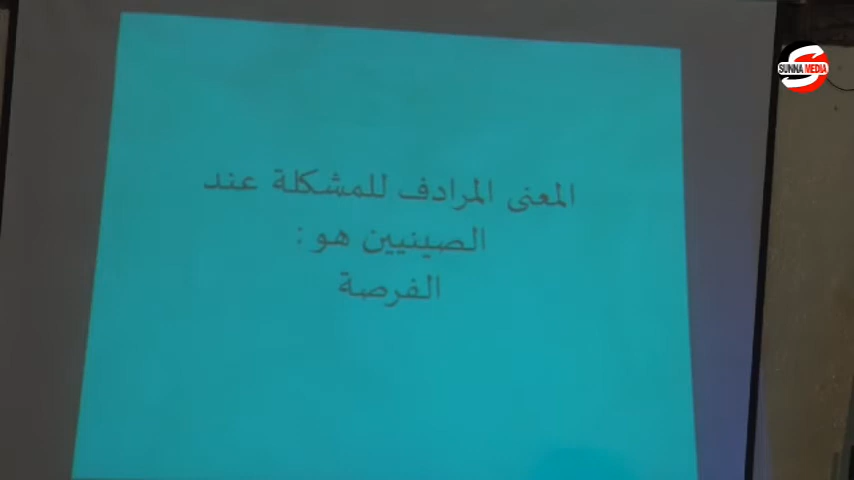 SUNNA MEDIA
المعنى المرادف للمشكلة عند
الصينيين هو :
الفرصة